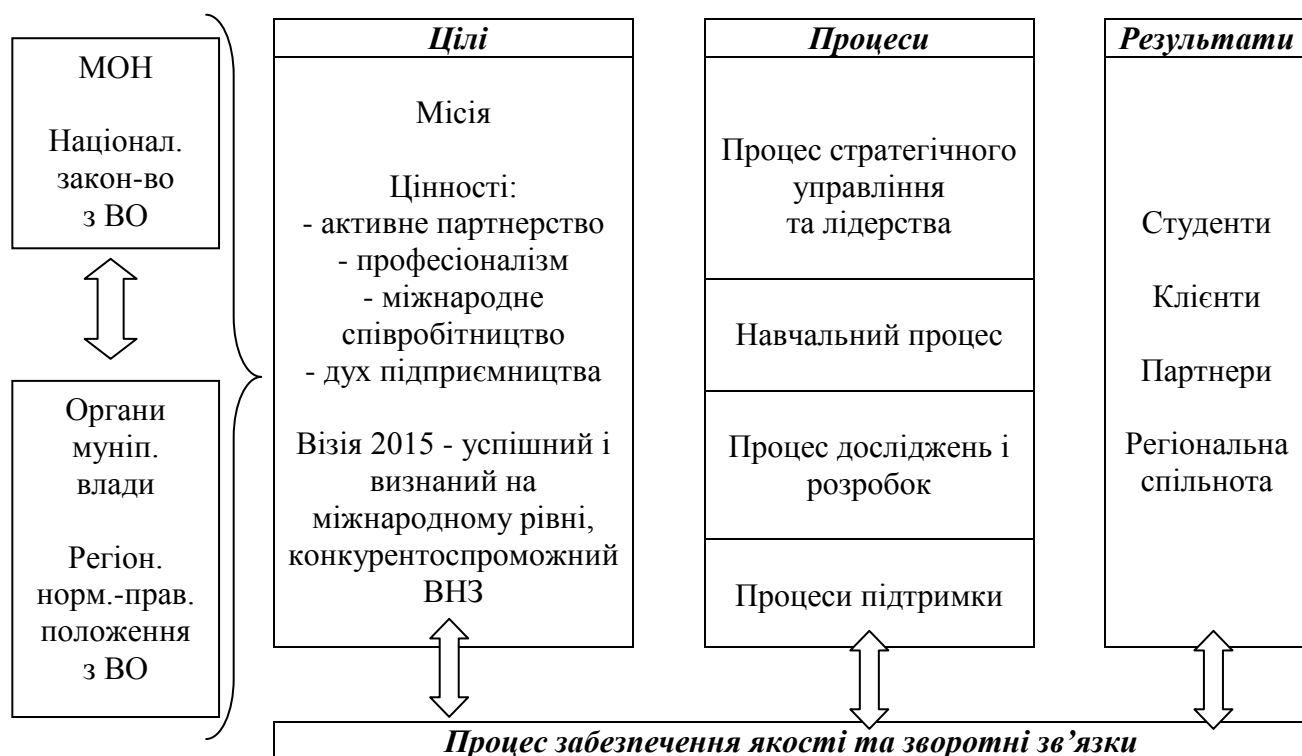 МОН
Націонал.
закон-во
з ВО
Органи
муніп.
влади
Регіон.
норм.-прав.
положення
з ВО
Цілі
Місія
Цінності:
- активне партнерство
- професіоналізм
- міжнародне
співробітництво
- дух підприємництва
Візія 2015 - успішний і
визнаний на
міжнародному рівні,
конкурентоспроможний
ВНЗ
Процеси
Процес стратегічного
управління
та лідерства
Навчальний процес
Процес досліджень і
розробок
Процеси підтримки
Результати
Студенти
Клієнти
Партнери
Регіональна
спільнота
Процес забезпечення якості та зворотні зв’язки